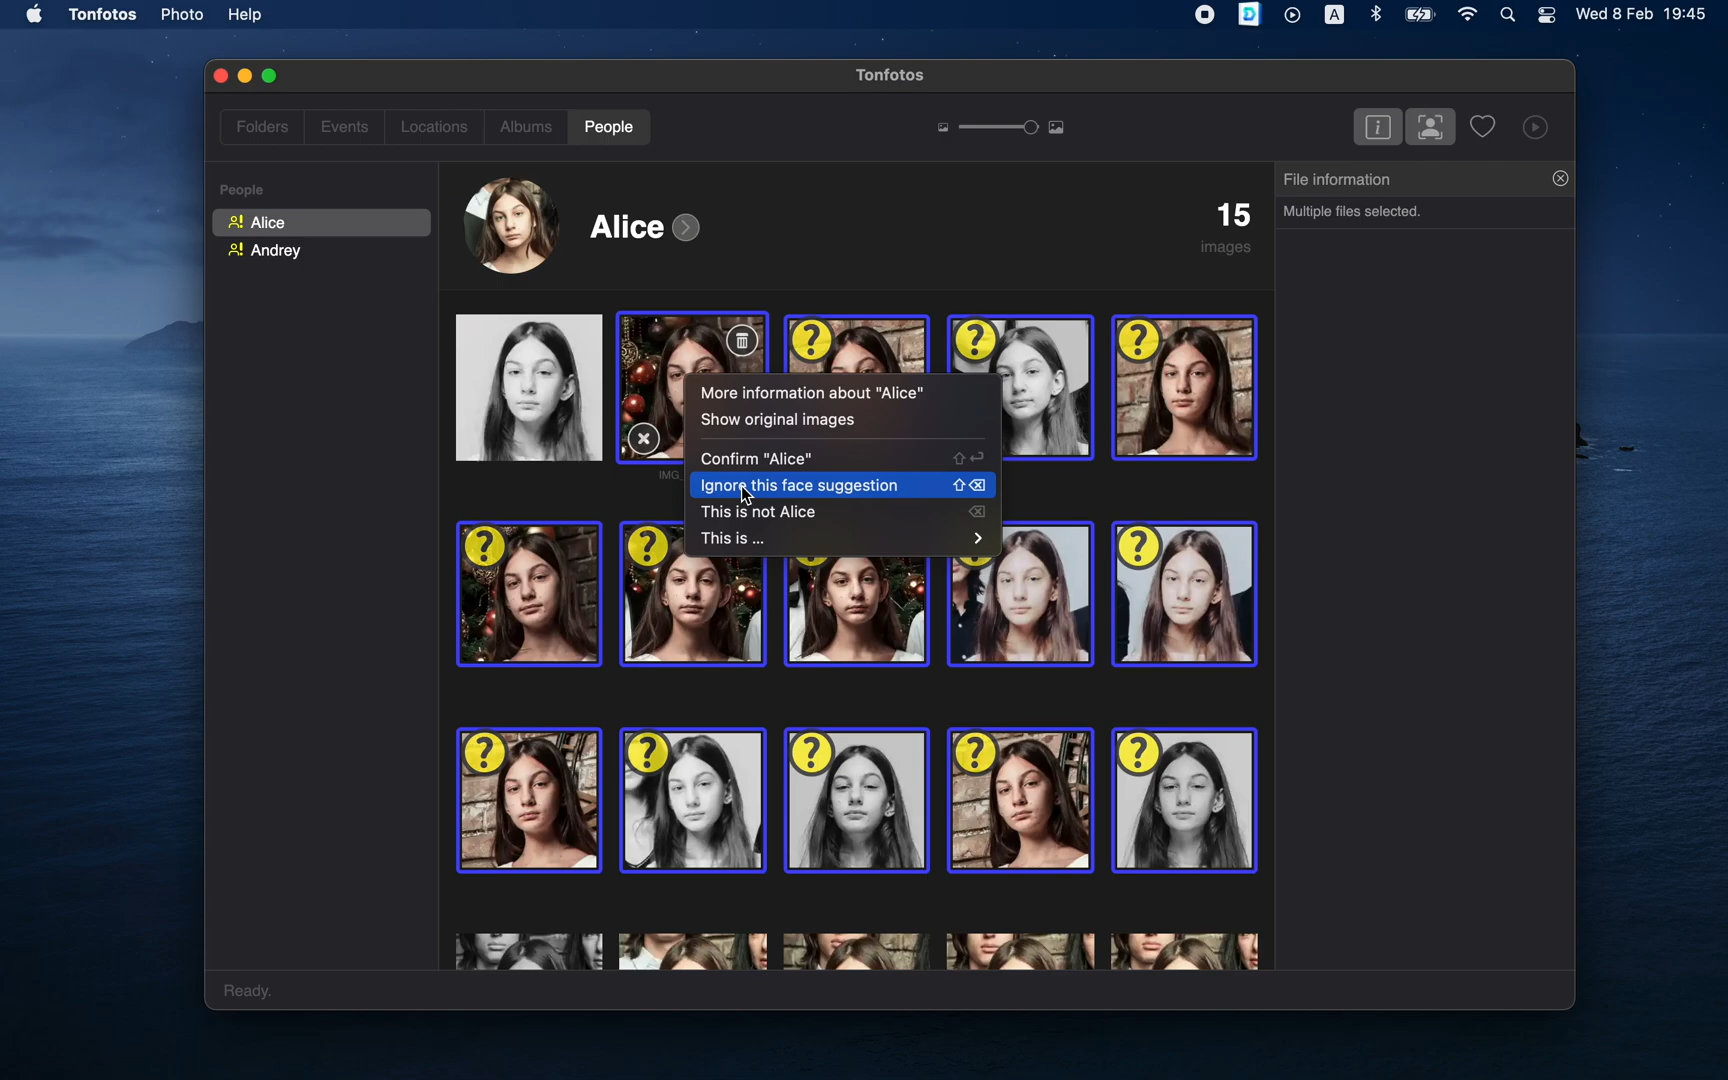 Tonfotos Photo Help
A Wed 8 Feb 19:45
Tonfotos
Folders Events Locations Albums People
i
People
Alice
Andrey
Alice
15
images
File information
Multiple files selected.
? ? ?
More information about "Alice"
Show original images
Confirm "Alice" ⇧ ↩
IMG_
Ignore this face suggestion ⇧ ⌫
This is not Alice ⌫
This is ...
? ? ?
? ? ? ? ?
Ready.